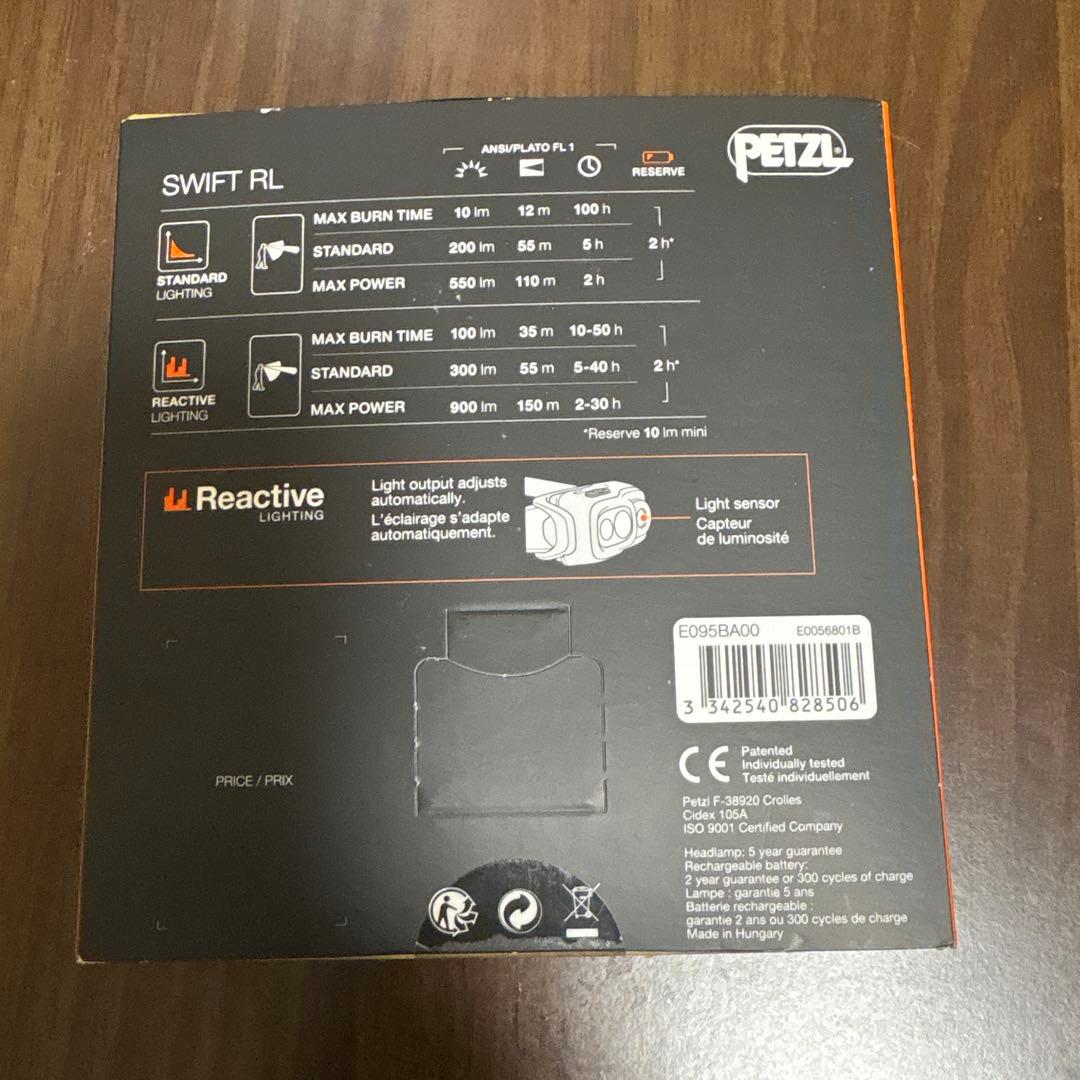 ANSI/PLATO FL 1
PETZL
SWIFT RL
RESERVE
MAX BURN TIME 10 lm 12 m 100 h
STANDARD 200 lm 55 m 5 h 2 h*
MAX POWER 550 lm 110 m 2 h
STANDARD
LIGHTING
MAX BURN TIME 100 lm 35 m 10-50 h
STANDARD 300 lm 55 m 5-40 h 2 h*
MAX POWER 900 lm 150 m 2-30 h
REACTIVE
LIGHTING
*Reserve 10 lm mini
Reactive
LIGHTING
Light output adjusts
automatically.
L'éclairage s'adapte
automatiquement.
Light sensor
Capteur
de luminosité
E095BA00 E0056801B
3 342540 828506
PRICE / PRIX
CE
Patented
Individually tested
Testé individuellement
Petzl F-38920 Crolles
Cidex 105A
ISO 9001 Certified Company
Headlamp: 5 year guarantee
Rechargeable battery:
2 year guarantee or 300 cycles of charge
Lampe : garantie 5 ans
Batterie rechargeable :
garantie 2 ans ou 300 cycles de charge
Made in Hungary